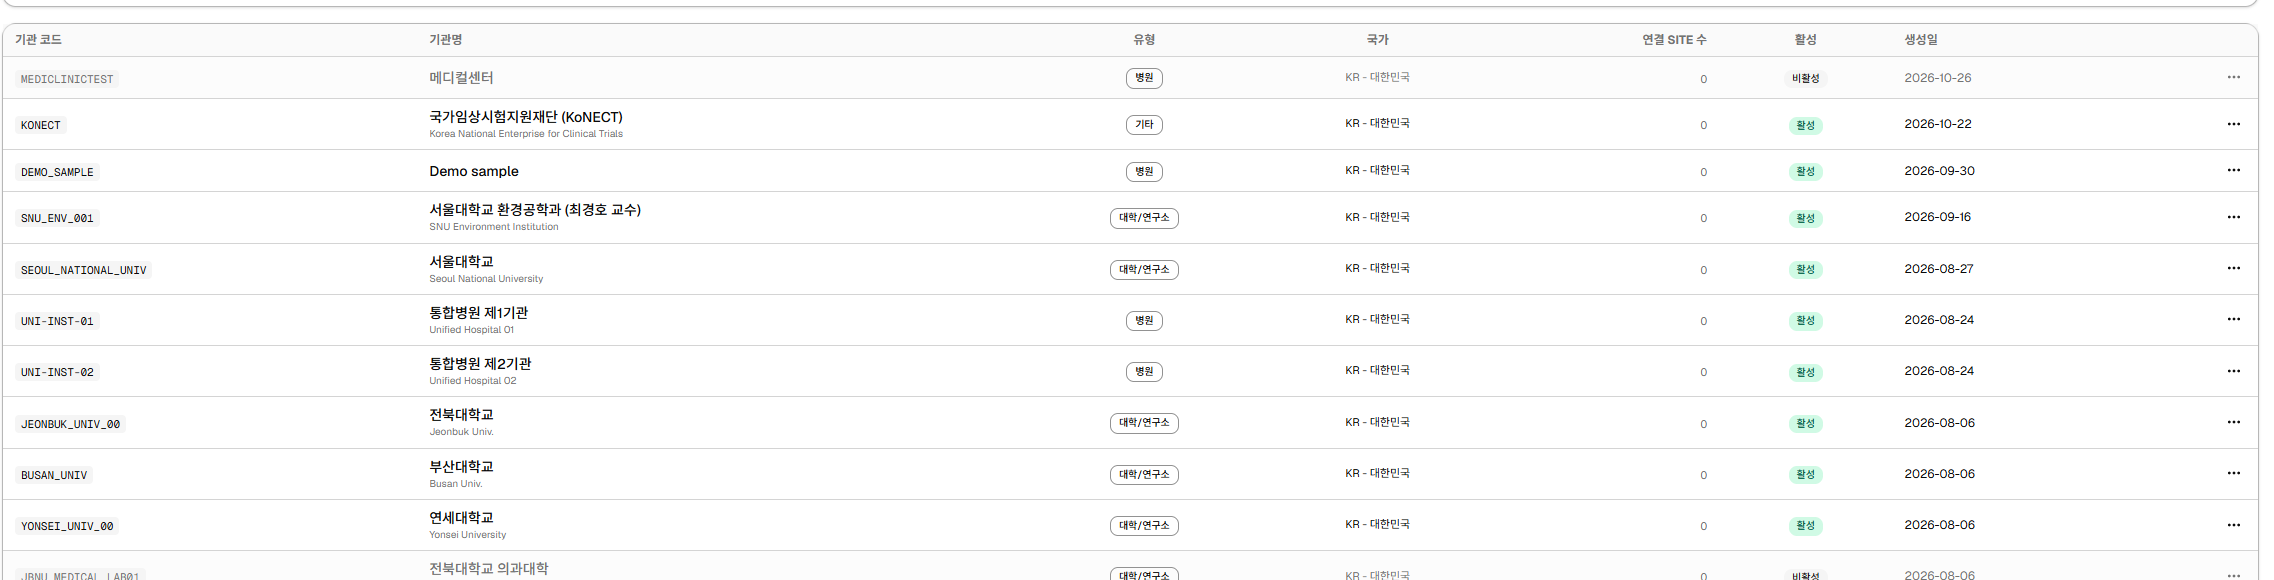 기관 코드 기관명 유형 국가 연결 SITE 수 활성 생성일
MEDICLINICTEST 메디컬센터 병원 KR - 대한민국 0 비활성 2026-10-26 ···
KONECT 국가임상시험지원재단 (KoNECT) 기타 KR - 대한민국 0 활성 2026-10-22 ···
Korea National Enterprise for Clinical Trials
DEMO_SAMPLE Demo sample 병원 KR - 대한민국 0 활성 2026-09-30 ···
SNU_ENV_001 서울대학교 환경공학과 (최경호 교수) 대학/연구소 KR - 대한민국 0 활성 2026-09-16 ···
SNU Environment Institution
SEOUL_NATIONAL_UNIV 서울대학교 대학/연구소 KR - 대한민국 0 활성 2026-08-27 ···
Seoul National University
UNI-INST-01 통합병원 제1기관 병원 KR - 대한민국 0 활성 2026-08-24 ···
Unified Hospital 01
UNI-INST-02 통합병원 제2기관 병원 KR - 대한민국 0 활성 2026-08-24 ···
Unified Hospital 02
JEONBUK_UNIV_00 전북대학교 대학/연구소 KR - 대한민국 0 활성 2026-08-06 ···
Jeonbuk Univ.
BUSAN_UNIV 부산대학교 대학/연구소 KR - 대한민국 0 활성 2026-08-06 ···
Busan Univ.
YONSEI_UNIV_00 연세대학교 대학/연구소 KR - 대한민국 0 활성 2026-08-06 ···
Yonsei University
JBNU_MEDICAL_LAB01 전북대학교 의과대학 대학/연구소 KR - 대한민국 0 비활성 2026-08-06 ···